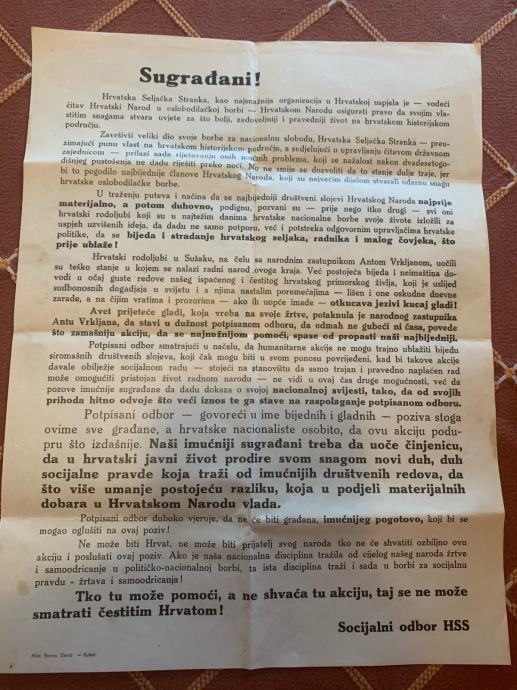 Sugrađani!
Hrvatska Seljačka Stranka, kao najsnažnija organizacija u Hrvatskoj uspjela je — vodeći
čitav Hrvatski Narod u oslobodilačkoj borbi — Hrvatskom Narodu osigurati pravo da svojim vla-
stitim snagama stvara uvjete za što bolji, zadovoljniji i pravedniji život na hrvatskom historijskom
području.
Završivši veliki dio svoje borbe za nacionalnu slobodu, Hrvatska Seljačka Stranka — preu-
zimajući punu vlast na hrvatskom historijskom području, a sudjelujući u upravljanju čitavom državnom
zajednicom — prilazi sada rješavanju onih mučnih problema, koji se nažalost nakon dvadesetogo-
dišnjeg pustošenja ne dadu riješiti preko noći. No ne smije se dozvoliti da to stanje dulje traje, jer
bi to pogodilo najbijednije članove Hrvatskog Naroda, koji su najvećim dijelom stvarali udarnu snagu
hrvatske oslobodilačke borbe.
U traženju puteva i načina da se najbijedniji društveni slojevi Hrvatskog Naroda najprije
materijalno, a potom duhovno, podignu, pozvani su — prije nego itko drugi — svi oni
hrvatski rodoljubi koji su u najtežim danima hrvatske nacionalne borbe svoje živote izložili za
uspjeh uzvišenih ideja, da dadu ne samo potporu, već i potstreka odgovornim upravljačima hrvatske
politike, da se bijeda i stradanje hrvatskog seljaka, radnika i malog čovjeka, što
prije ublaže!
Hrvatski rodoljubi u Sušaku, na čelu sa narodnim zastupnikom Antom Vrkljanom, uočili
su teško stanje u kojem se nalazi radni narod ovoga kraja. Već postojeća bijeda i neimaština do-
vodi u očaj guste redove našeg ispaćenog i čestitog hrvatskog primorskog življa, koji je uslijed
sudbonosnih događaja u svijetu i s njima nastalim poremećajima — lišen i one oskudne dnevne
zarade, a na čijim vratima i prozorima — ako ih uopće imade — otkucava jezivi kucaj gladi!
Avet prijeteće gladi, koja vreba na svoje žrtve, potaknula je narodnog zastupnika
Antu Vrkljana, da stavi u dužnost potpisanom odboru, da odmah ne gubeći ni časa, povede
što zamašniju akciju, da se najnužnijom pomoći, spase od propasti naši najbijedniji.
Potpisani odbor smatrajući u načelu, da humanitarne akcije ne mogu trajno ublažiti bijedu
siromašnih društvenih slojeva, koji čak mogu biti u svom ponosu povrijeđeni, kad bi takove akcije
davale obilježje socijalnom radu — stojeći na stanovištu da samo trajan i pravedno naplaćen rad
može omogućiti pristojan život radnom narodu — ne vidi u ovaj čas druge mogućnosti, već da
pozove imućnije sugrađane da dadu dokaza o svojoj nacionalnoj svijesti, tako, da od svojih
prihoda hitno odvoje što veći iznos te ga stave na raspolaganje potpisanom odboru.
Potpisani odbor — govoreći u ime bijednih i gladnih — poziva stoga
ovime sve građane, a hrvatske nacionaliste osobito, da ovu akciju podu-
pru što izdašnije. Naši imućniji sugrađani treba da uoče činjenicu,
da u hrvatski javni život prodire svom snagom novi duh, duh
socijalne pravde koja traži od imućnijih društvenih redova, da
što više umanje postojeću razliku, koja u podjeli materijalnih
dobara u Hrvatskom Narodu vlada.
Potpisani odbor duboko vjeruje, da ne će biti građana, imućnijeg pogotovo, koji bi se
mogao oglušiti na ovaj poziv!
Ne može biti Hrvat, ne može biti prijatelj svog naroda tko ne će shvatiti ozbiljno ovu
akciju i poslušati ovaj poziv. Ako je naša nacionalna disciplina tražila od cijelog našeg naroda žrtve
i samoodricanje u političko-nacionalnoj borbi, ta ista disciplina traži i sada u borbi za socijalnu
pravdu - žrtava i samoodricanja!
Tko tu može pomoći, a ne shvaća tu akciju, taj se ne može
smatrati čestitim Hrvatom!
Socijalni odbor HSS
— Sušak